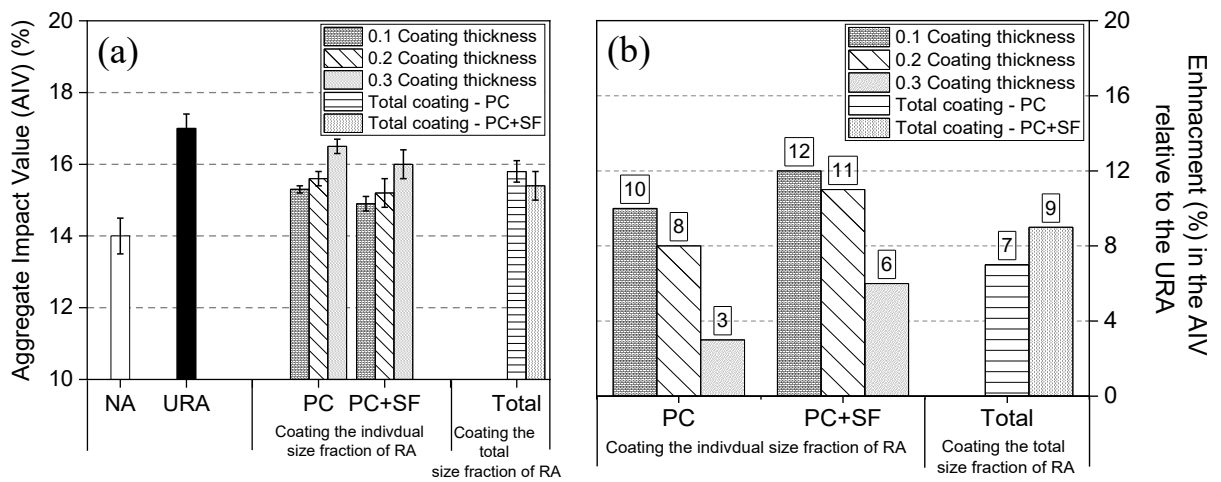 Aggregate Impact Value (AIV) (%)
20
18
16
14
12
10
(a)
0.1 Coating thickness
0.2 Coating thickness
0.3 Coating thickness
Total coating - PC
Total coating - PC+SF
NA
URA
PC
PC+SF
Total
Coating the indivdual
size fraction of RA
Coating the
total
size fraction of RA
(b)
0.1 Coating thickness
0.2 Coating thickness
0.3 Coating thickness
Total coating - PC
Total coating - PC+SF
10
8
3
12
11
6
7
9
PC
PC+SF
Total
Coating the indivdual size fraction of RA
Coating the total
size fraction of RA
20
16
12
8
4
0
Enhnacment (%) in the AIV
relative to the URA